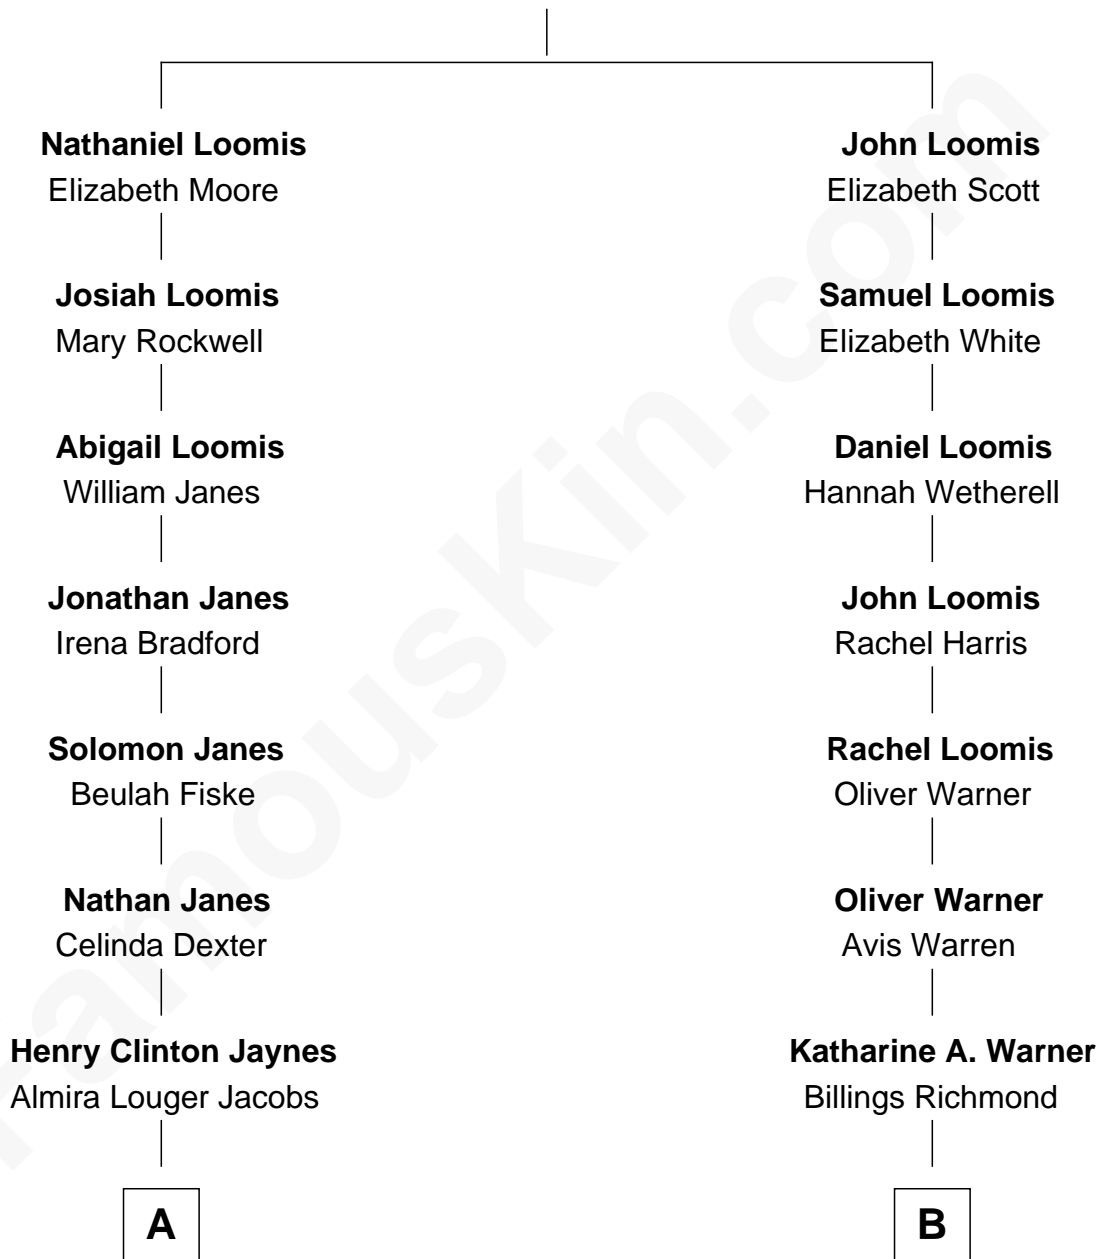 Nathaniel Loomis
Elizabeth Moore
Josiah Loomis
Mary Rockwell
Abigail Loomis
William Janes
Jonathan Janes
Irena Bradford
Solomon Janes
Beulah Fiske
Nathan Janes
Celinda Dexter
Henry Clinton Jaynes
Almira Louger Jacobs
A
John Loomis
Elizabeth Scott
Samuel Loomis
Elizabeth White
Daniel Loomis
Hannah Wetherell
John Loomis
Rachel Harris
Rachel Loomis
Oliver Warner
Oliver Warner
Avis Warren
Katharine A. Warner
Billings Richmond
B
FamousKin.com